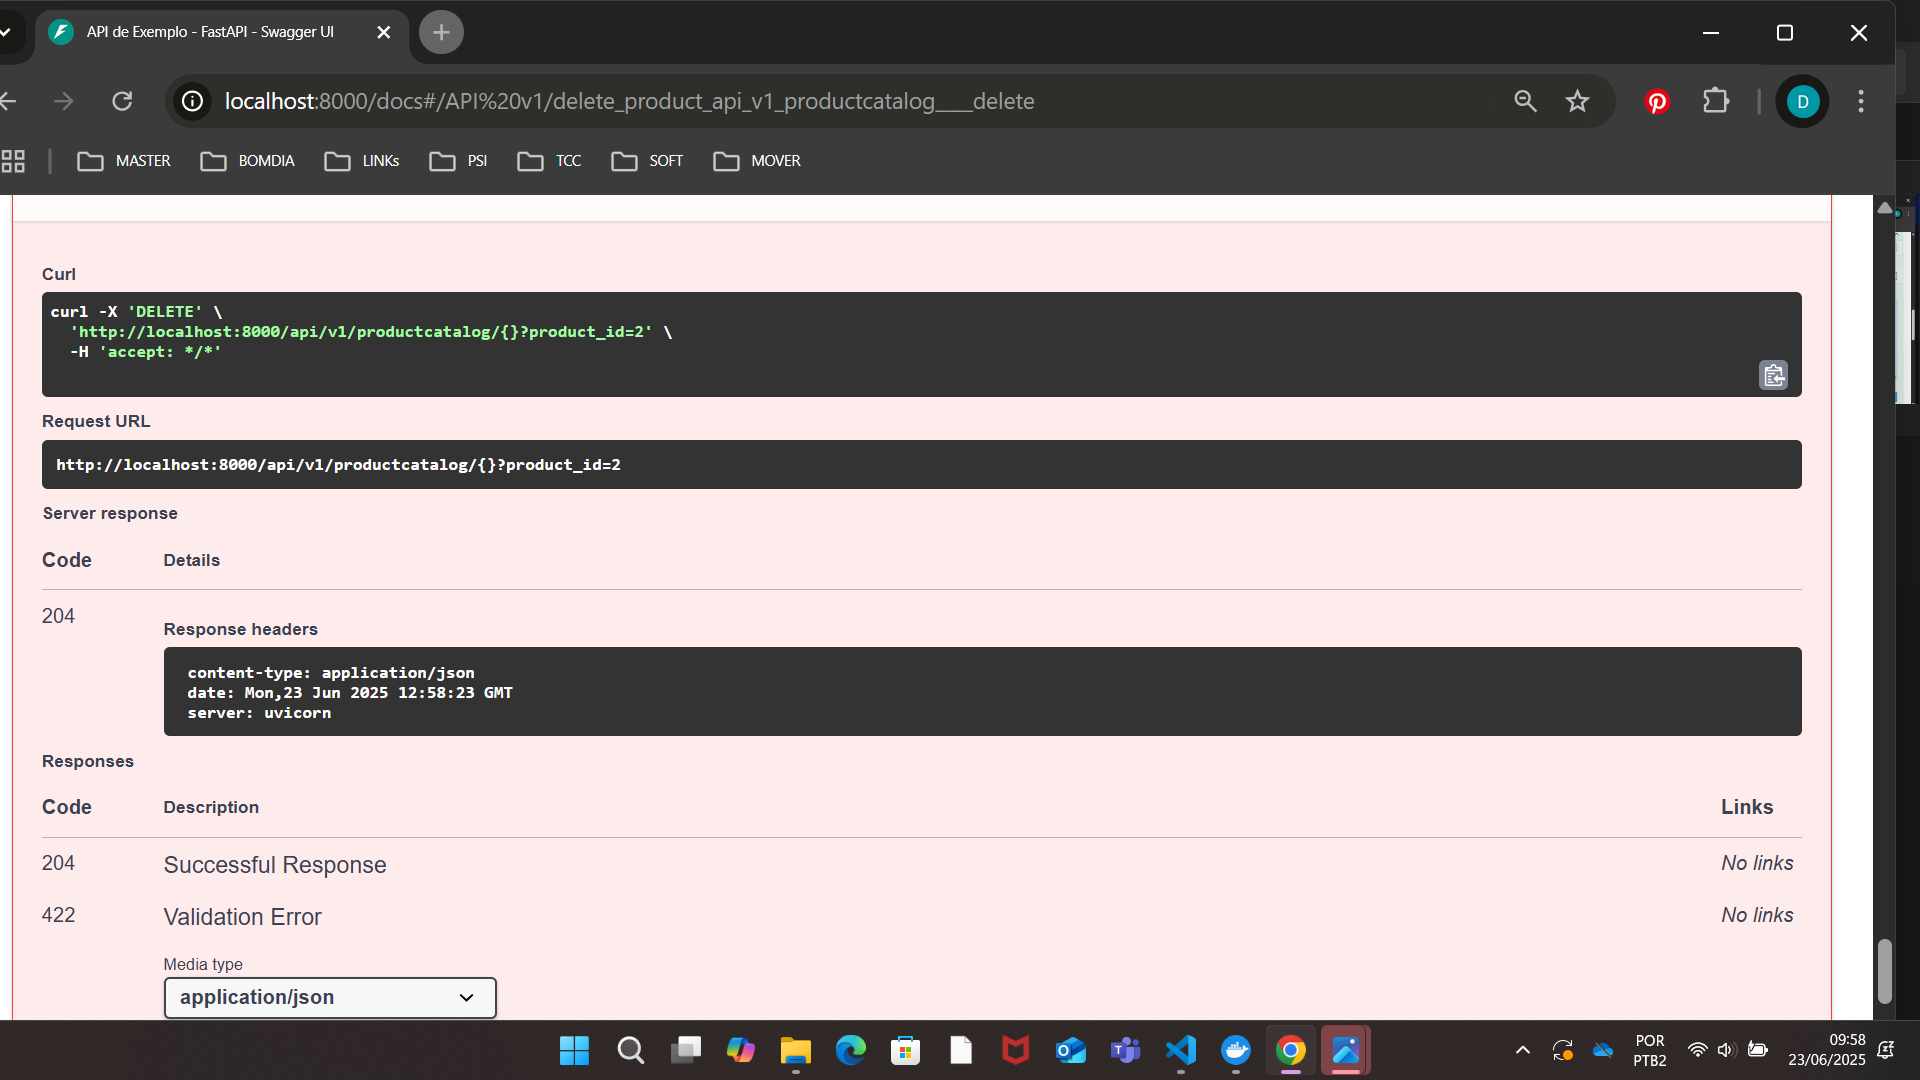 API de Exemplo - FastAPI - Swagger UI
localhost:8000/docs#/API%20v1/delete_product_api_v1_productcatalog____delete
D
MASTER
BOMDIA
LINKs
PSI
TCC
SOFT
MOVER
Curl
curl -X 'DELETE' \
'http://localhost:8000/api/v1/productcatalog/{}?product_id=2' \
-H 'accept: */*'
Request URL
http://localhost:8000/api/v1/productcatalog/{}?product_id=2
Server response
Code Details
204
Response headers
content-type: application/json
date: Mon,23 Jun 2025 12:58:23 GMT
server: uvicorn
Responses
Code Description Links
204 Successful Response No links
422 Validation Error No links
Media type
application/json
POR
PTB2
09:58
23/06/2025